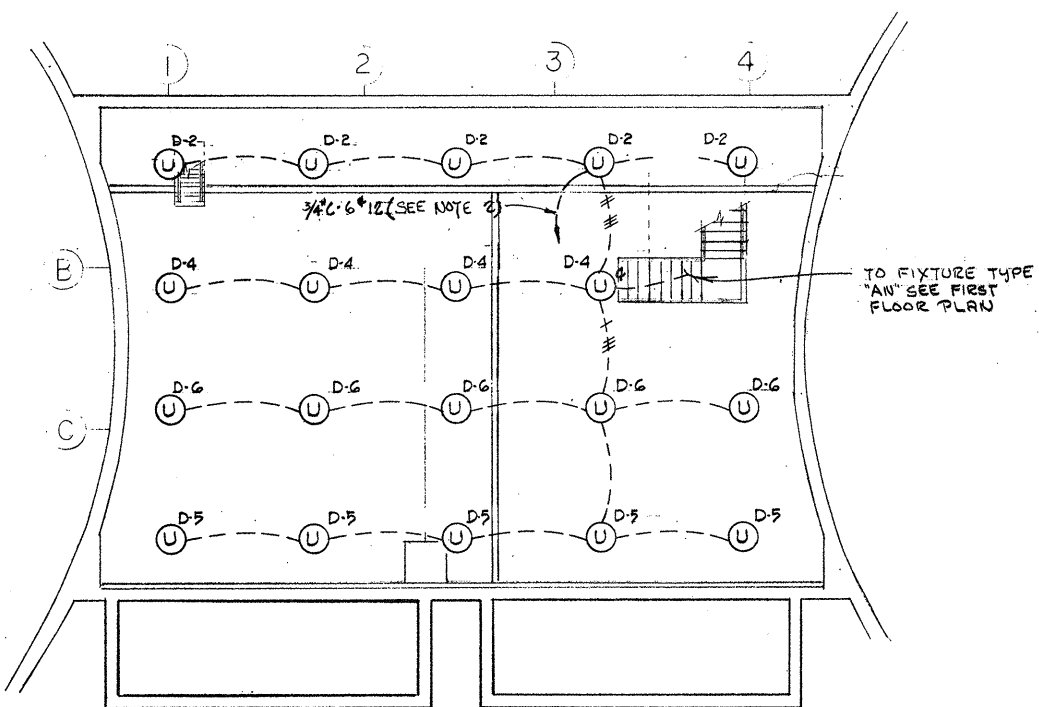 1 2 3 4
D-2 D-2 D-2 D-2 D-2
U U U U U
3/4"C-6#12 (SEE NOTE 2)
B
D-4 D-4 D-4 D-4
U U U U
TO FIXTURE TYPE
"AN" SEE FIRST
FLOOR PLAN
D-6 D-6 D-6 D-6 D-6
U U U U U
C
D-5 D-5 D-5 D-5 D-5
U U U U U